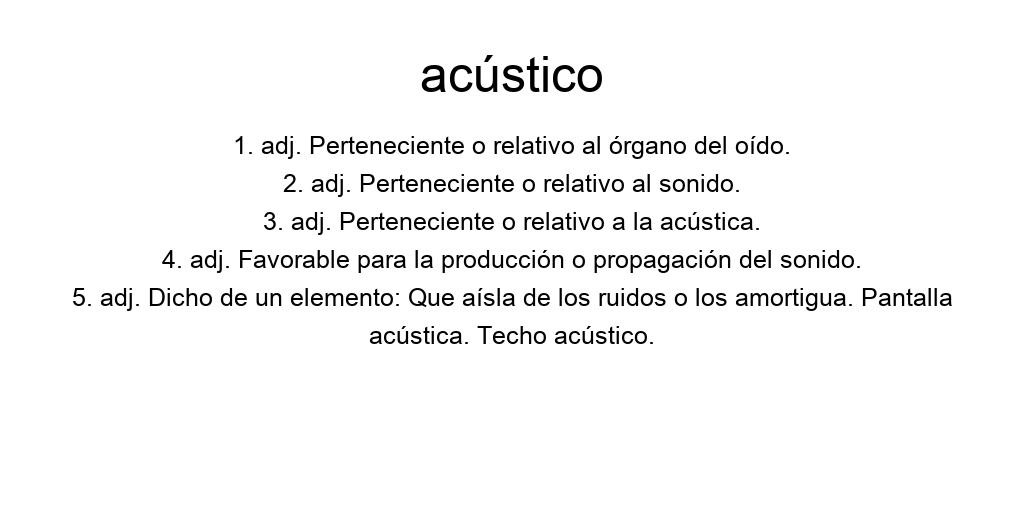 acústico
1. adj. Perteneciente o relativo al órgano del oído.
2. adj. Perteneciente o relativo al sonido.
3. adj. Perteneciente o relativo a la acústica.
4. adj. Favorable para la producción o propagación del sonido.
5. adj. Dicho de un elemento: Que aísla de los ruidos o los amortigua. Pantalla
acústica. Techo acústico.